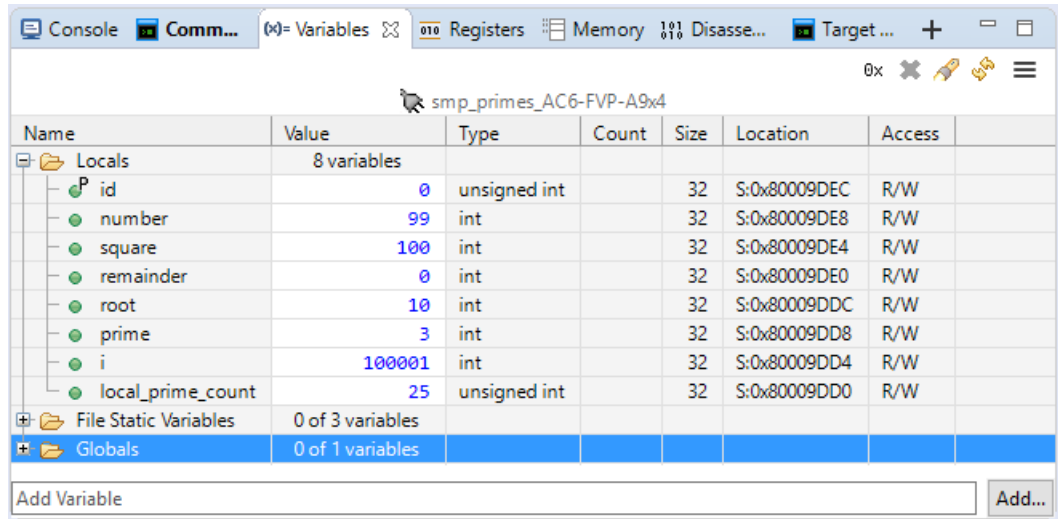 Console Comm... (x)= Variables 010 Registers Memory Disasse... Target ...
0x
smp_primes_AC6-FVP-A9x4
Name Value Type Count Size Location Access
Locals 8 variables
P id 0 unsigned int 32 S:0x80009DEC R/W
number 99 int 32 S:0x80009DE8 R/W
square 100 int 32 S:0x80009DE4 R/W
remainder 0 int 32 S:0x80009DE0 R/W
root 10 int 32 S:0x80009DDC R/W
prime 3 int 32 S:0x80009DD8 R/W
i 100001 int 32 S:0x80009DD4 R/W
local_prime_count 25 unsigned int 32 S:0x80009DD0 R/W
File Static Variables 0 of 3 variables
Globals 0 of 1 variables
Add Variable Add...